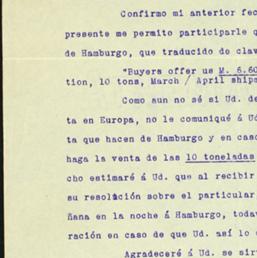 Confirmo mi anterior fec
presente me permito participarle q
de Hamburgo, que traducido de clav
"Buyers offer us M. 6.60
tion, 10 tons, March / April ships
Como aun no sé si Ud. de
ta en Europa, no le comuniqué á Ud
ta que hacen de Hamburgo y en caso
haga la venta de las 10 toneladas
cho estimaré á Ud. que al recibir
su resolución sobre el particular
ñana en la noche á Hamburgo, todav
ración en caso de que Ud. así lo d
Agradeceré á Ud. se sir